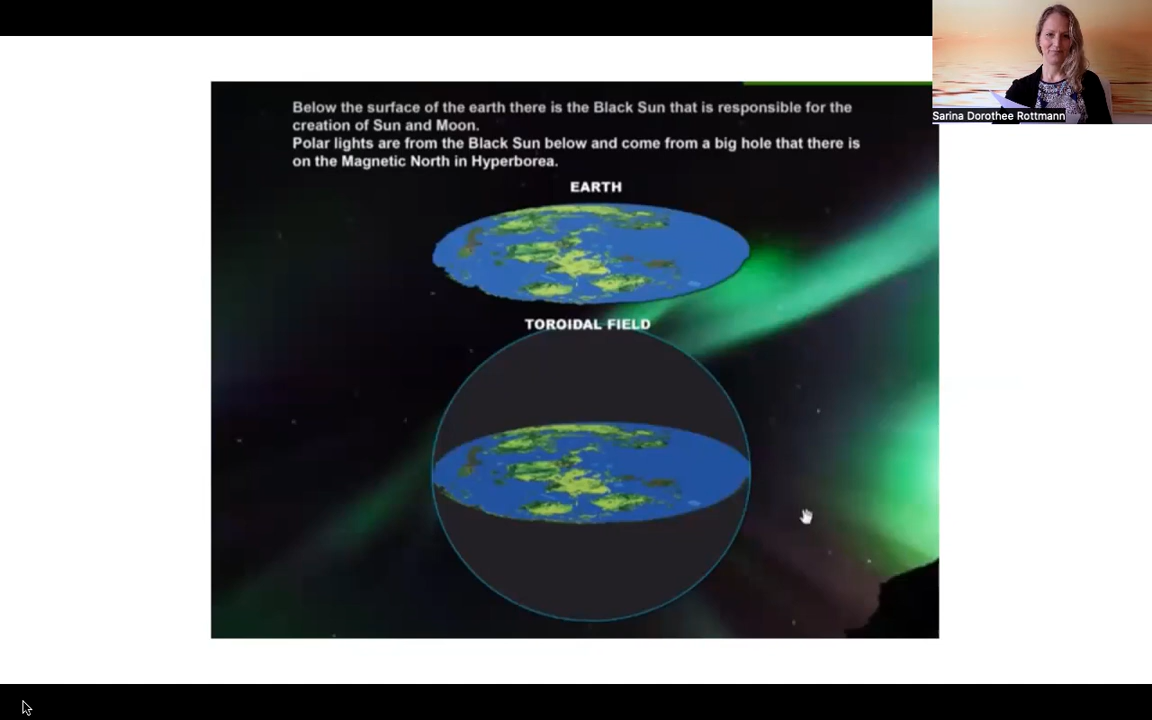 Below the surface of the earth there is the Black Sun that is responsible for the
creation of Sun and Moon.
Polar lights are from the Black Sun below and come from a big hole that there is
on the Magnetic North in Hyperborea.
EARTH
TOROIDAL FIELD
Sarina Dorothee Rottmann